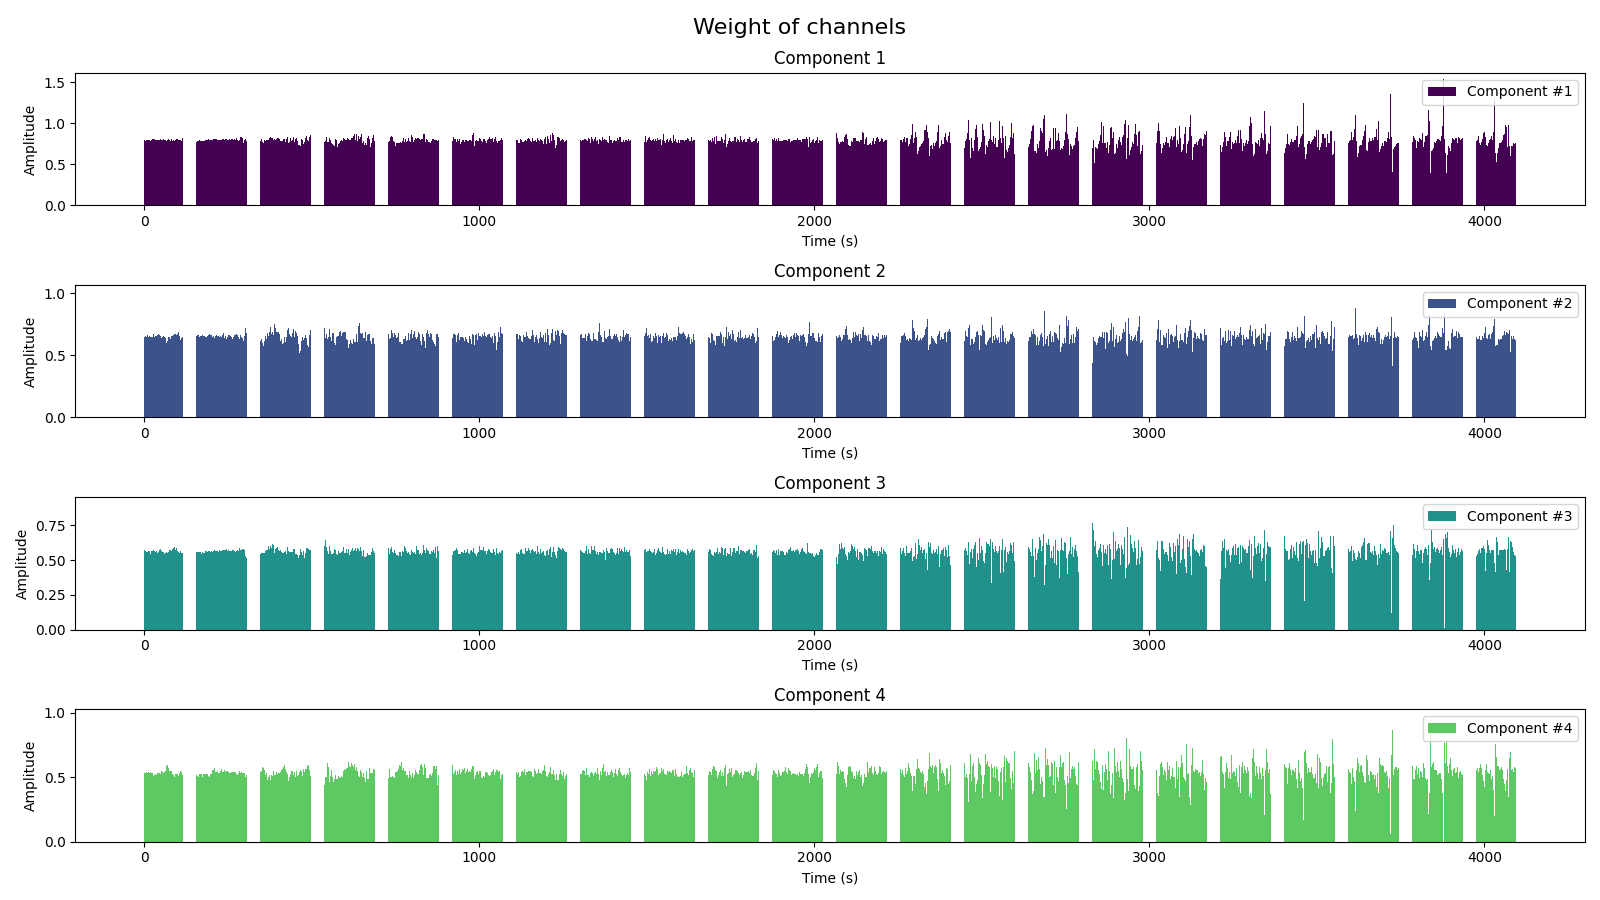 Weight of channels
Component 1
1.5
1.0
0.5
0.0
Amplitude
Component #1
0 1000 2000 3000 4000
Time (s)
Component 2
1.0
0.5
0.0
Amplitude
Component #2
0 1000 2000 3000 4000
Time (s)
Component 3
0.75
0.50
0.25
0.00
Amplitude
Component #3
0 1000 2000 3000 4000
Time (s)
Component 4
1.0
0.5
0.0
Amplitude
Component #4
0 1000 2000 3000 4000
Time (s)